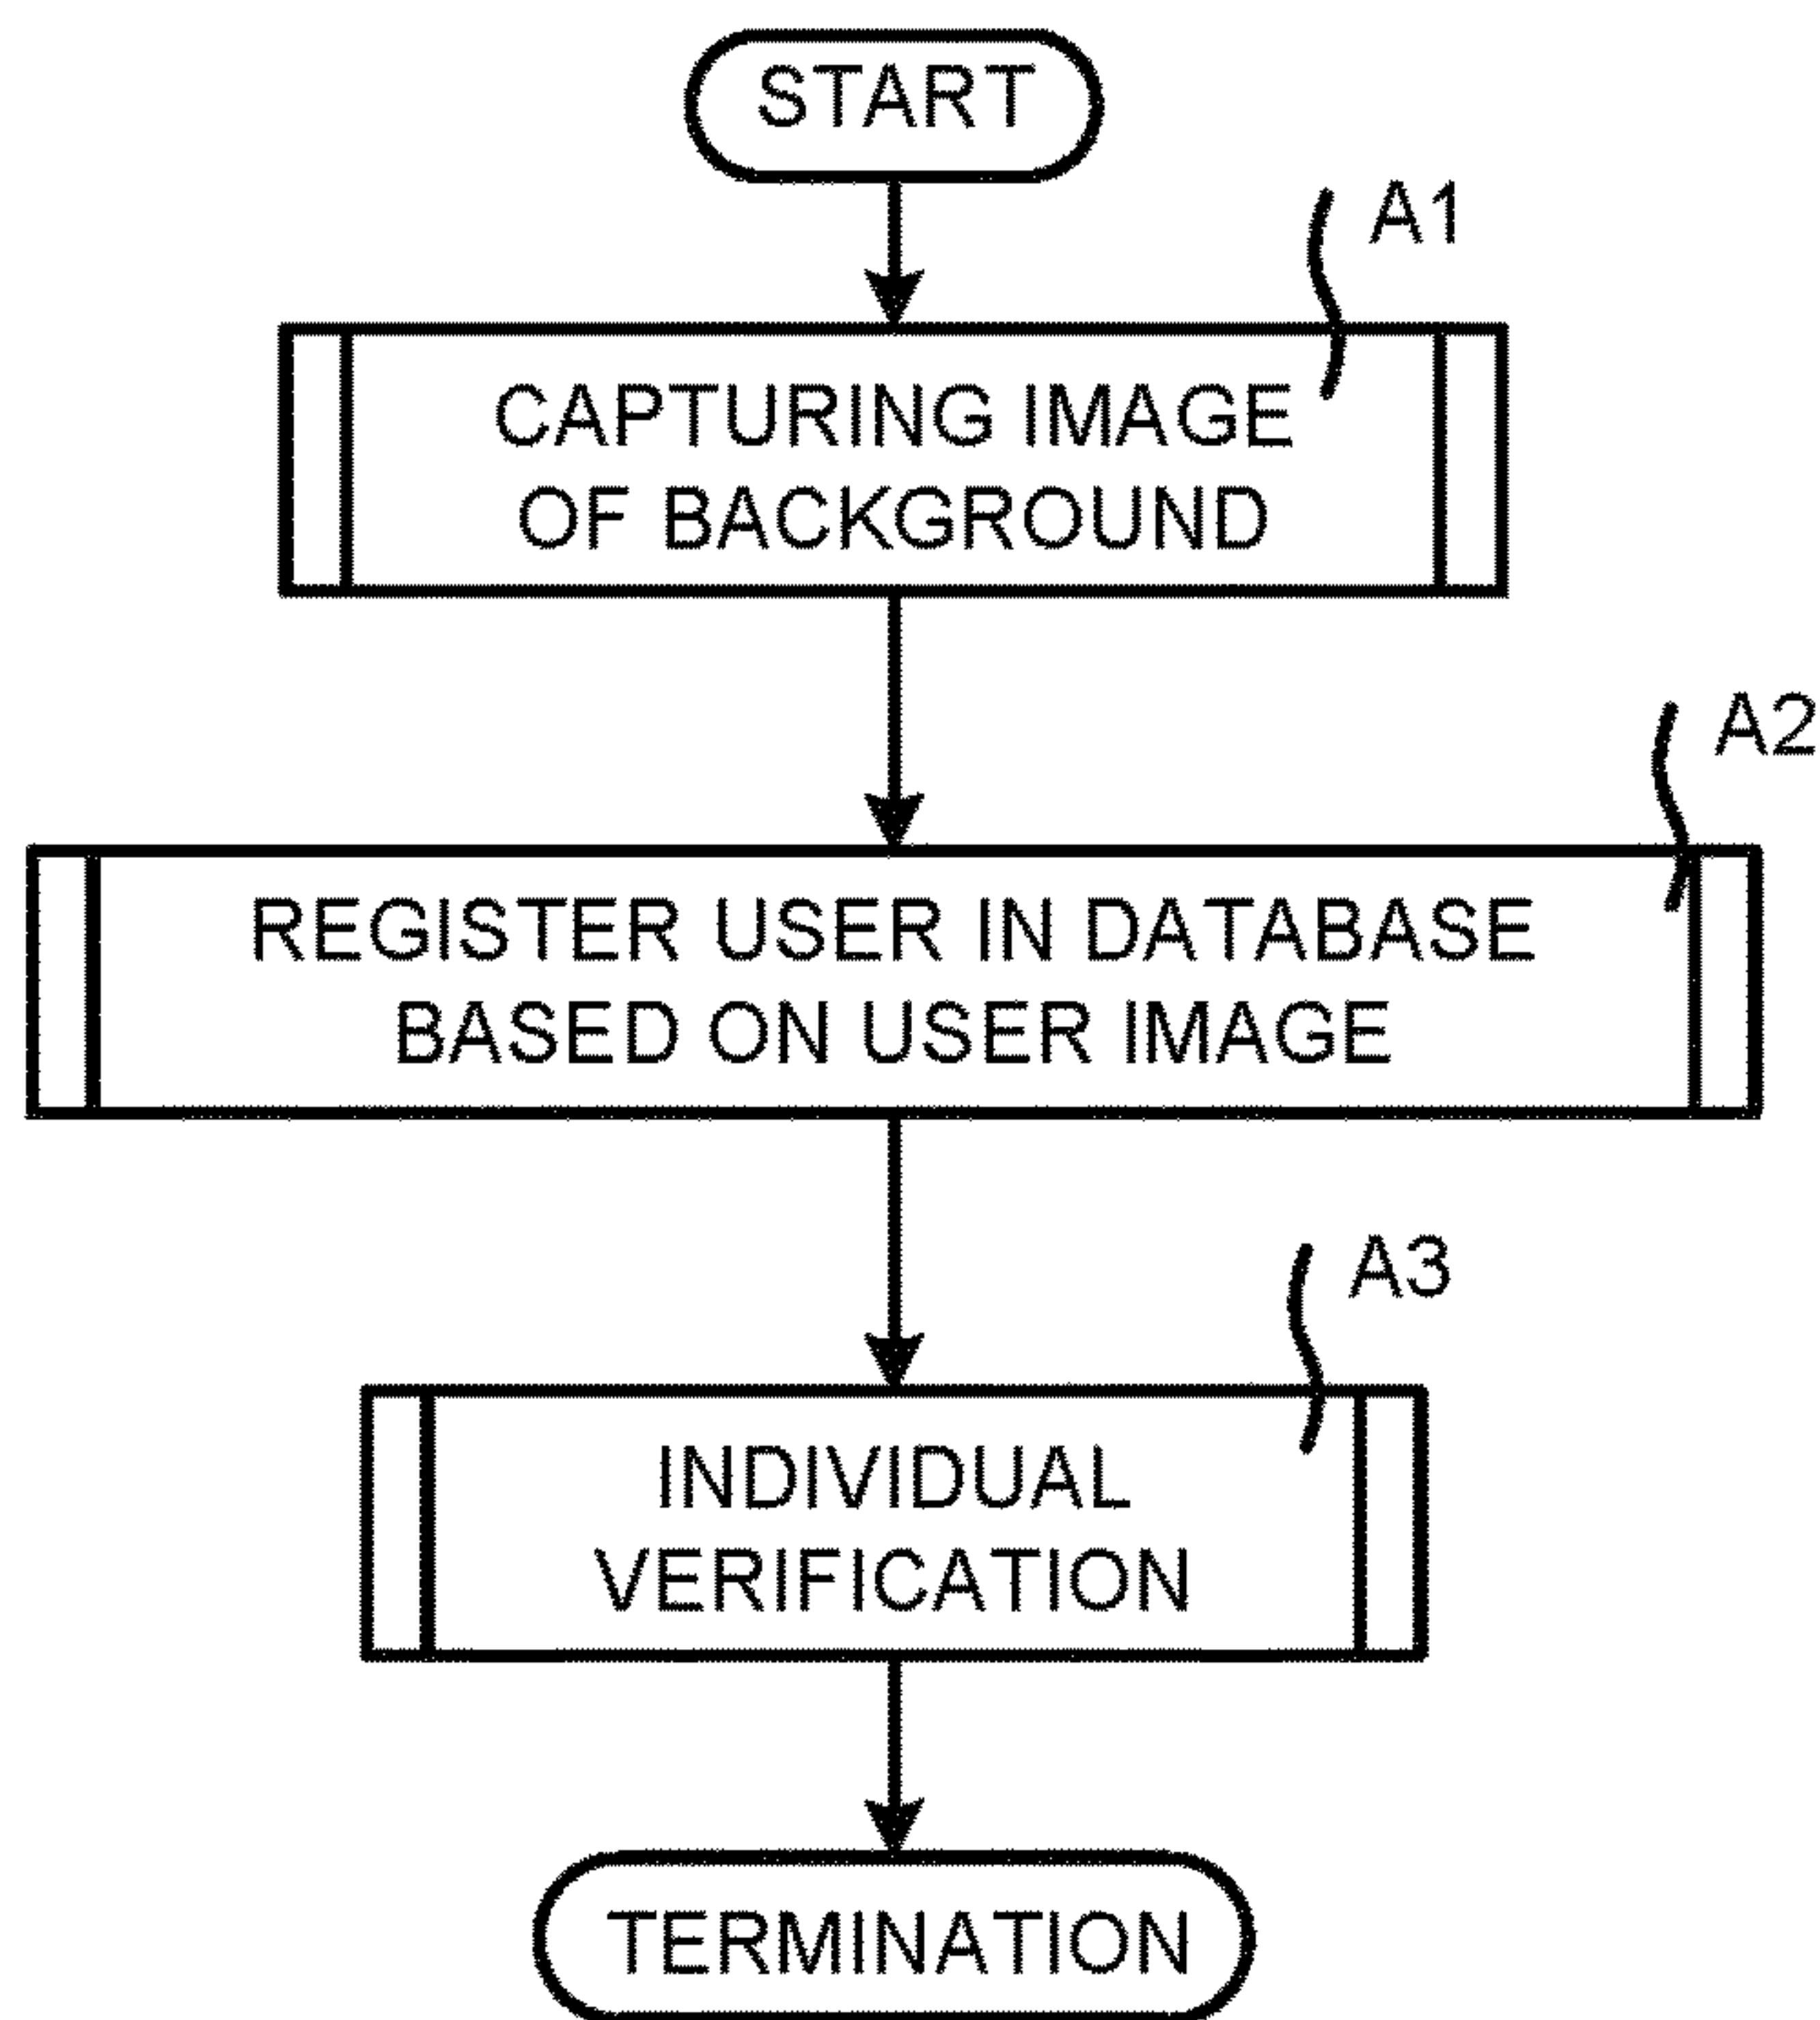 START
A1
CAPTURING IMAGE
OF BACKGROUND
A2
REGISTER USER IN DATABASE
BASED ON USER IMAGE
A3
INDIVIDUAL
VERIFICATION
TERMINATION